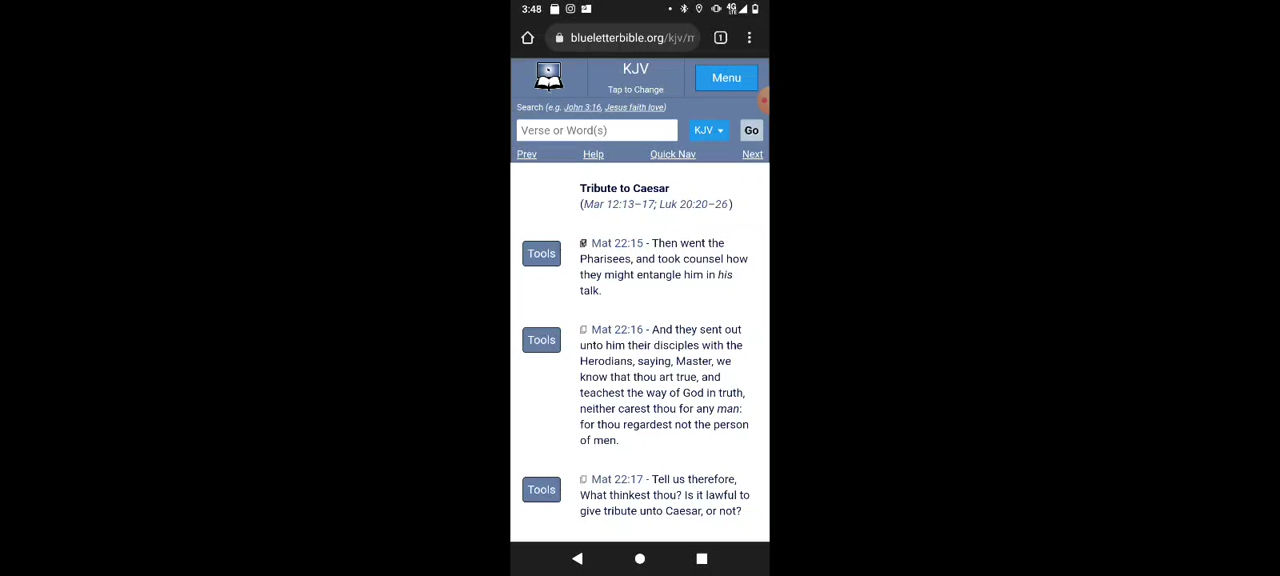 3:48
4G
blueletterbible.org/kjv/m
1
KJV
Tap to Change
Menu
Search (e.g. John 3:16, Jesus faith love)
Verse or Word(s)
KJV
Go
Prev
Help
Quick Nav
Next
Tribute to Caesar
(Mar 12:13–17; Luk 20:20–26)
Tools
Mat 22:15 - Then went the
Pharisees, and took counsel how
they might entangle him in his
talk.
Tools
Mat 22:16 - And they sent out
unto him their disciples with the
Herodians, saying, Master, we
know that thou art true, and
teachest the way of God in truth,
neither carest thou for any man:
for thou regardest not the person
of men.
Tools
Mat 22:17 - Tell us therefore,
What thinkest thou? Is it lawful to
give tribute unto Caesar, or not?